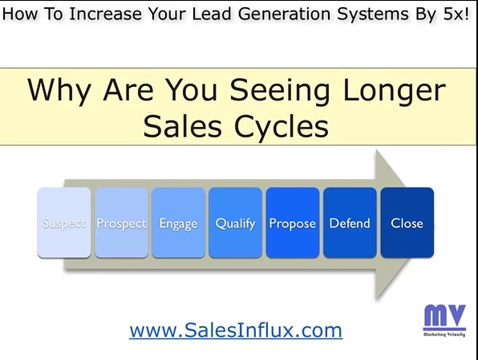 How To Increase Your Lead Generation Systems By 5x!
Why Are You Seeing Longer
Sales Cycles
Suspect Prospect Engage Qualify Propose Defend Close
MV
Marketing Virtuosity
www.SalesInflux.com